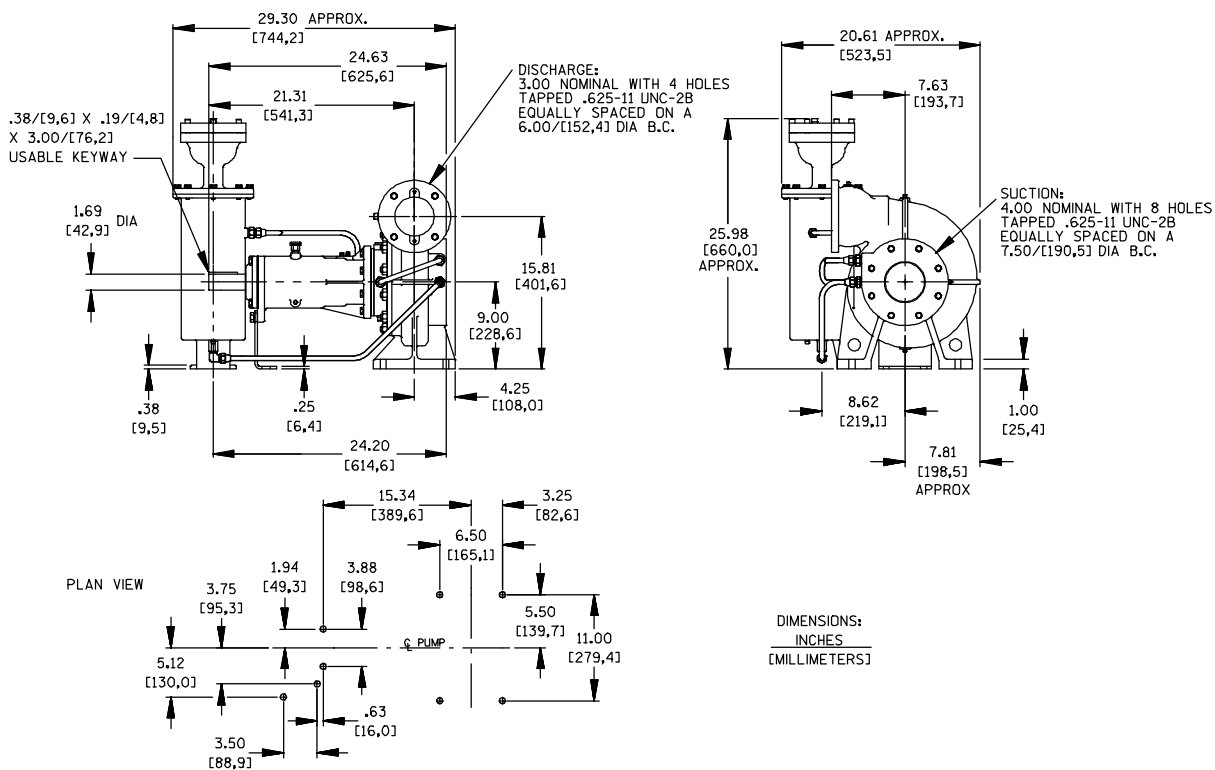 29.30 APPROX.
[744,2]
24.63
[625,6]
21.31
[541,3]
.38/[9,6] X .19/[4,8]
X 3.00/[76,2]
USABLE KEYWAY
DISCHARGE:
3.00 NOMINAL WITH 4 HOLES
TAPPED .625-11 UNC-2B
EQUALLY SPACED ON A
6.00/[152,4] DIA B.C.
1.69 DIA
[42,9]
15.81
[401,6]
9.00
[228,6]
4.25
[108,0]
.38
[9,5]
.25
[6,4]
24.20
[614,6]
20.61 APPROX.
[523,5]
7.63
[193,7]
SUCTION:
4.00 NOMINAL WITH 8 HOLES
TAPPED .625-11 UNC-2B
EQUALLY SPACED ON A
7.50/[190,5] DIA B.C.
25.98
[660,0]
APPROX.
8.62
[219,1]
1.00
[25,4]
7.81
[198,5]
APPROX
15.34
[389,6]
3.25
[82,6]
6.50
[165,1]
PLAN VIEW
1.94
[49,3]
3.88
[98,6]
3.75
[95,3]
5.50
[139,7]
11.00
[279,4]
℄ PUMP
5.12
[130,0]
.63
[16,0]
3.50
[88,9]
DIMENSIONS:
INCHES
[MILLIMETERS]